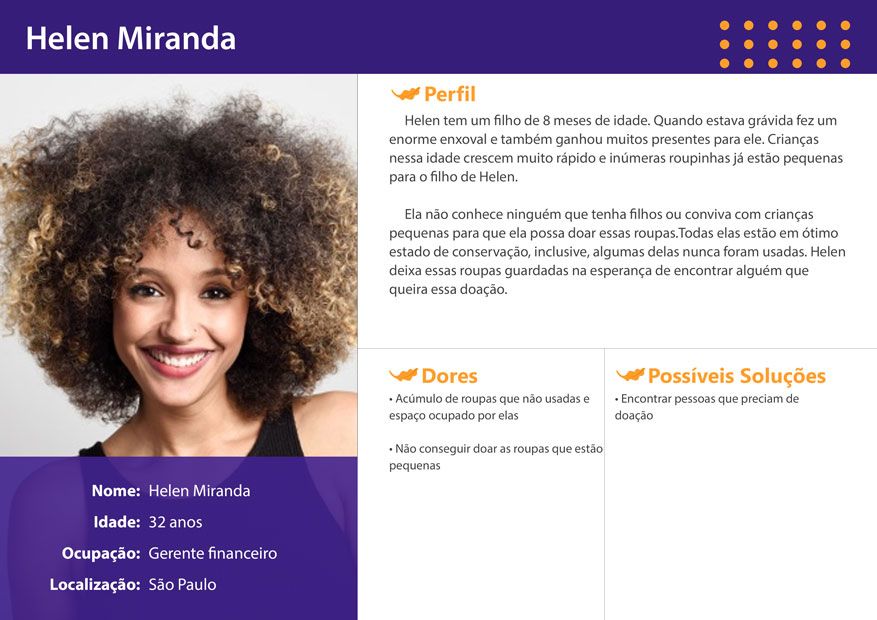 Helen Miranda
Perfil
Helen tem um filho de 8 meses de idade. Quando estava grávida fez um
enorme enxoval e também ganhou muitos presentes para ele. Crianças
nessa idade crescem muito rápido e inúmeras roupinhas já estão pequenas
para o filho de Helen.
Ela não conhece ninguém que tenha filhos ou conviva com crianças
pequenas para que ela possa doar essas roupas.Todas elas estão em ótimo
estado de conservação, inclusive, algumas delas nunca foram usadas. Helen
deixa essas roupas guardadas na esperança de encontrar alguém que
queira essa doação.
Dores
• Acúmulo de roupas que não usadas e
espaço ocupado por elas
• Não conseguir doar as roupas que estão
pequenas
Possíveis Soluções
• Encontrar pessoas que preciam de
doação
Nome: Helen Miranda
Idade: 32 anos
Ocupação: Gerente financeiro
Localização: São Paulo